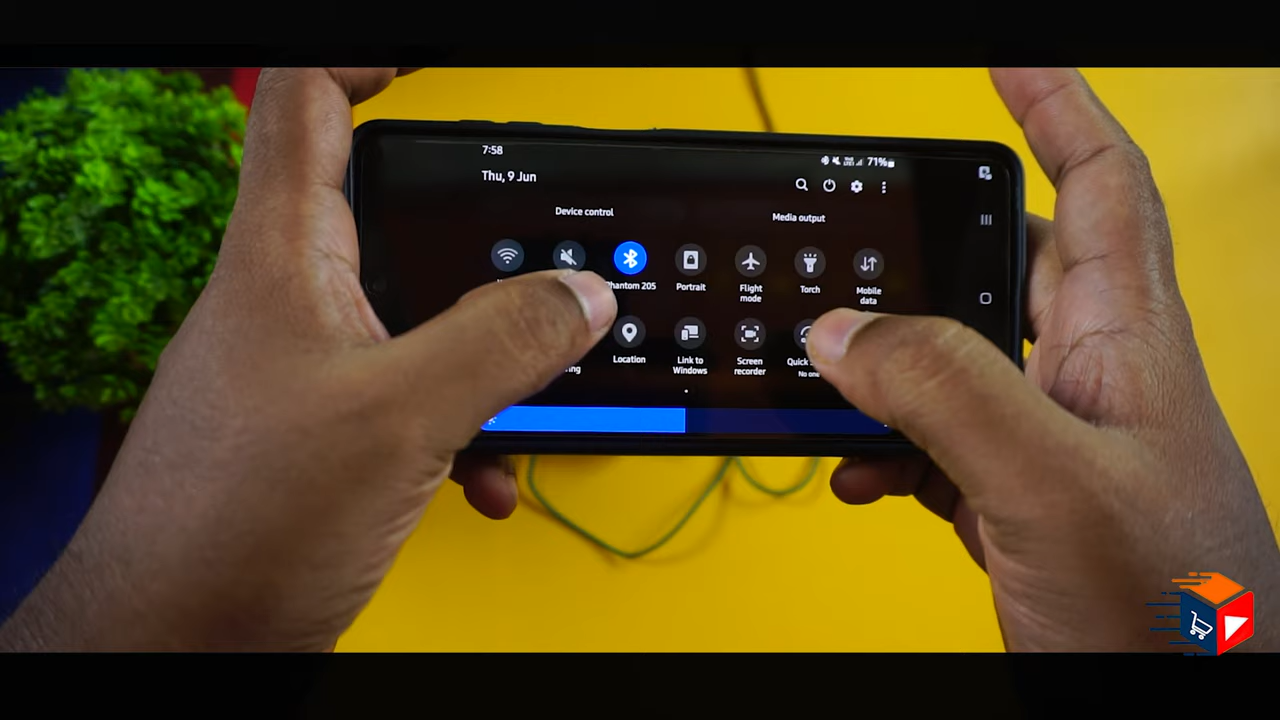 7:58
71%
Thu, 9 Jun
Device control
Media output
Phantom 205
Portrait
Flight
mode
Torch
Mobile
data
Location
Link to
Windows
Screen
recorder
Quick
No one